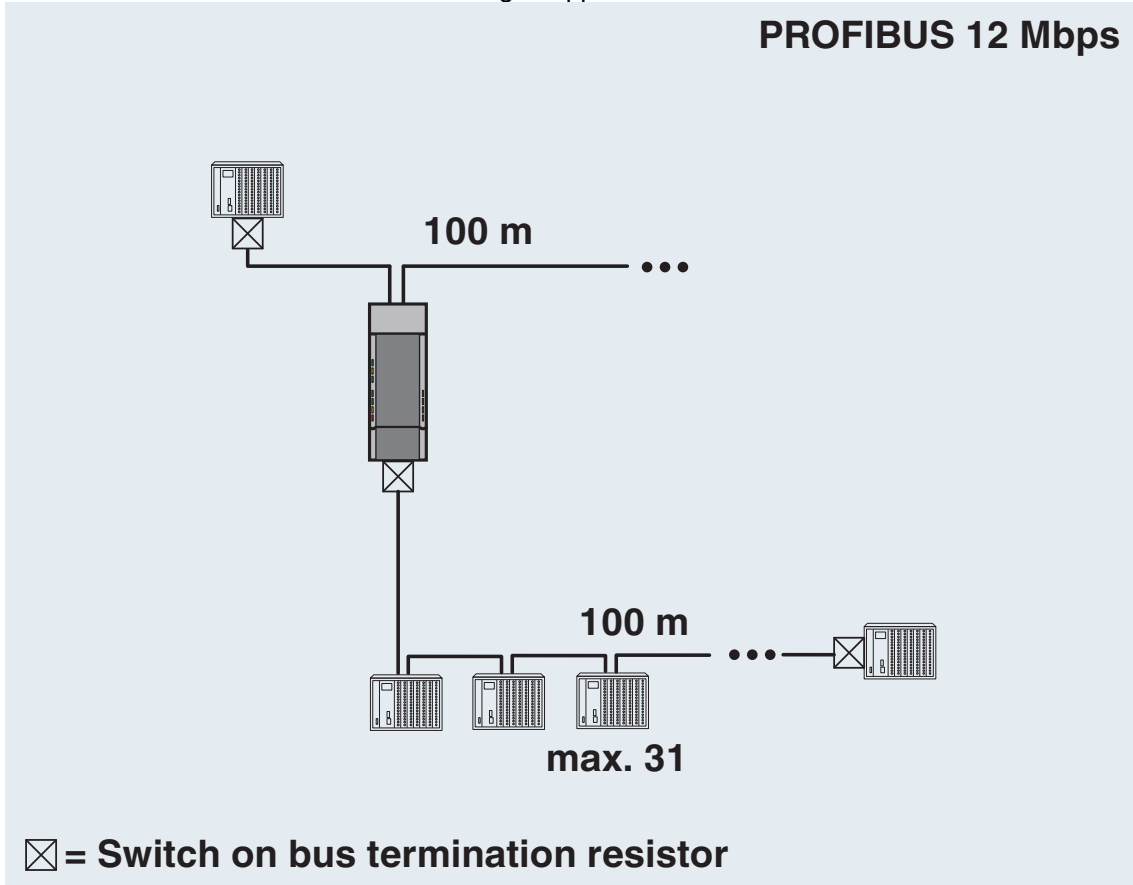 PROFIBUS 12 Mbps
100 m
100 m
max. 31
= Switch on bus termination resistor